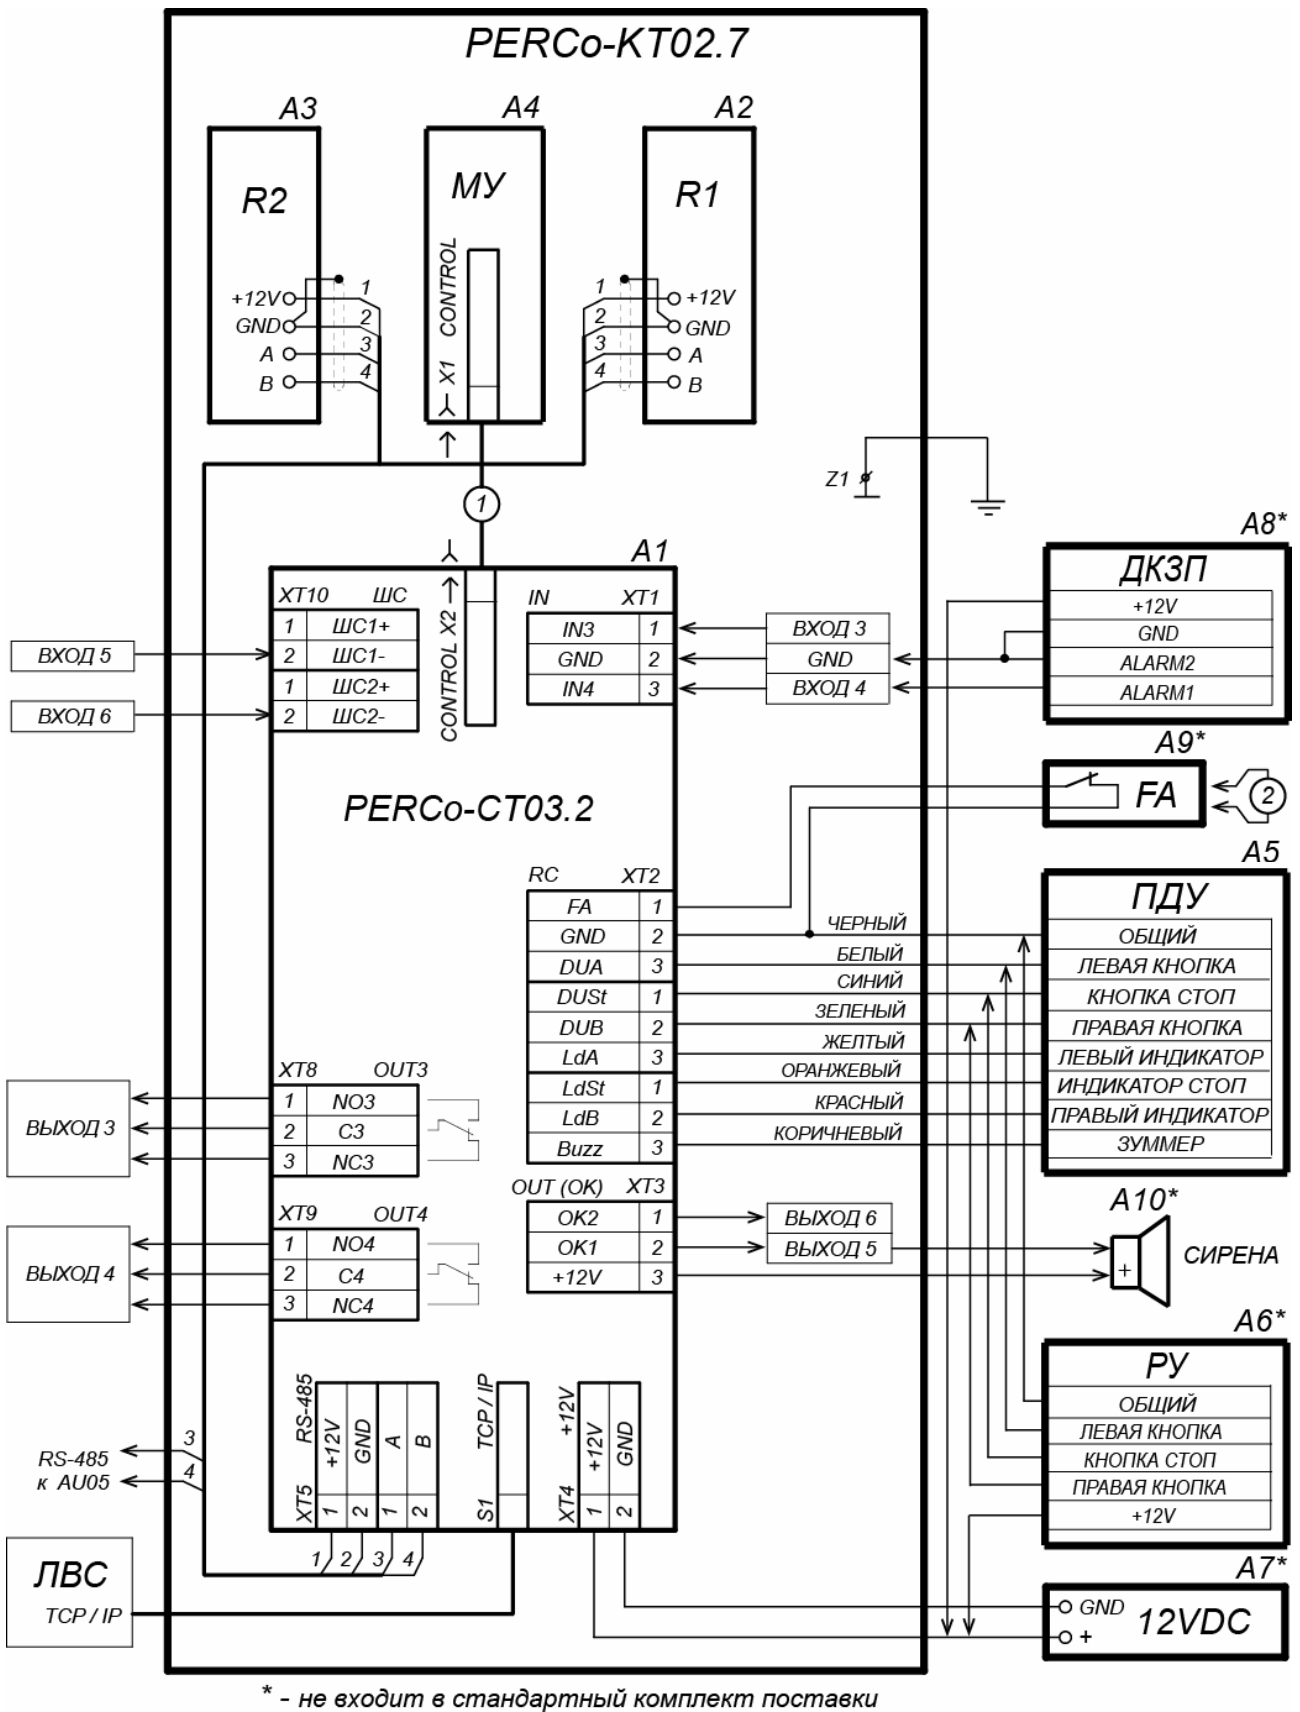 PERCo-KT02.7
A3
A4
A2
R2
МУ
R1
X1 CONTROL
+12V 1
GND 2
A 3
B 4
1 +12V
2 GND
3 A
4 B
Z1
1
A1
CONTROL X2
XT10 ШС
1 ШС1+
2 ШС1-
1 ШС2+
2 ШС2-
ВХОД 5
ВХОД 6
IN XT1
IN3 1
GND 2
IN4 3
ВХОД 3
GND
ВХОД 4
A8*
ДКЗП
+12V
GND
ALARM2
ALARM1
A9*
FA
2
PERCo-CT03.2
RC XT2
FA 1
GND 2
DUA 3
DUSt 1
DUB 2
LdA 3
LdSt 1
LdB 2
Buzz 3
ЧЕРНЫЙ
БЕЛЫЙ
СИНИЙ
ЗЕЛЕНЫЙ
ЖЕЛТЫЙ
ОРАНЖЕВЫЙ
КРАСНЫЙ
КОРИЧНЕВЫЙ
A5
ПДУ
ОБЩИЙ
ЛЕВАЯ КНОПКА
КНОПКА СТОП
ПРАВАЯ КНОПКА
ЛЕВЫЙ ИНДИКАТОР
ИНДИКАТОР СТОП
ПРАВЫЙ ИНДИКАТОР
ЗУММЕР
XT8 OUT3
1 NO3
2 C3
3 NC3
ВЫХОД 3
XT9 OUT4
1 NO4
2 C4
3 NC4
ВЫХОД 4
OUT (OK) XT3
OK2 1
OK1 2
+12V 3
ВЫХОД 6
ВЫХОД 5
A10*
+
СИРЕНА
A6*
РУ
ОБЩИЙ
ЛЕВАЯ КНОПКА
КНОПКА СТОП
ПРАВАЯ КНОПКА
+12V
XT5 RS-485
1 +12V
2 GND
1 A
2 B
S1 TCP / IP
XT4 +12V
1 +12V
2 GND
3
4
RS-485
к AU05
1 2 3 4
ЛВС
TCP / IP
A7*
GND
+
12VDC
* - не входит в стандартный комплект поставки